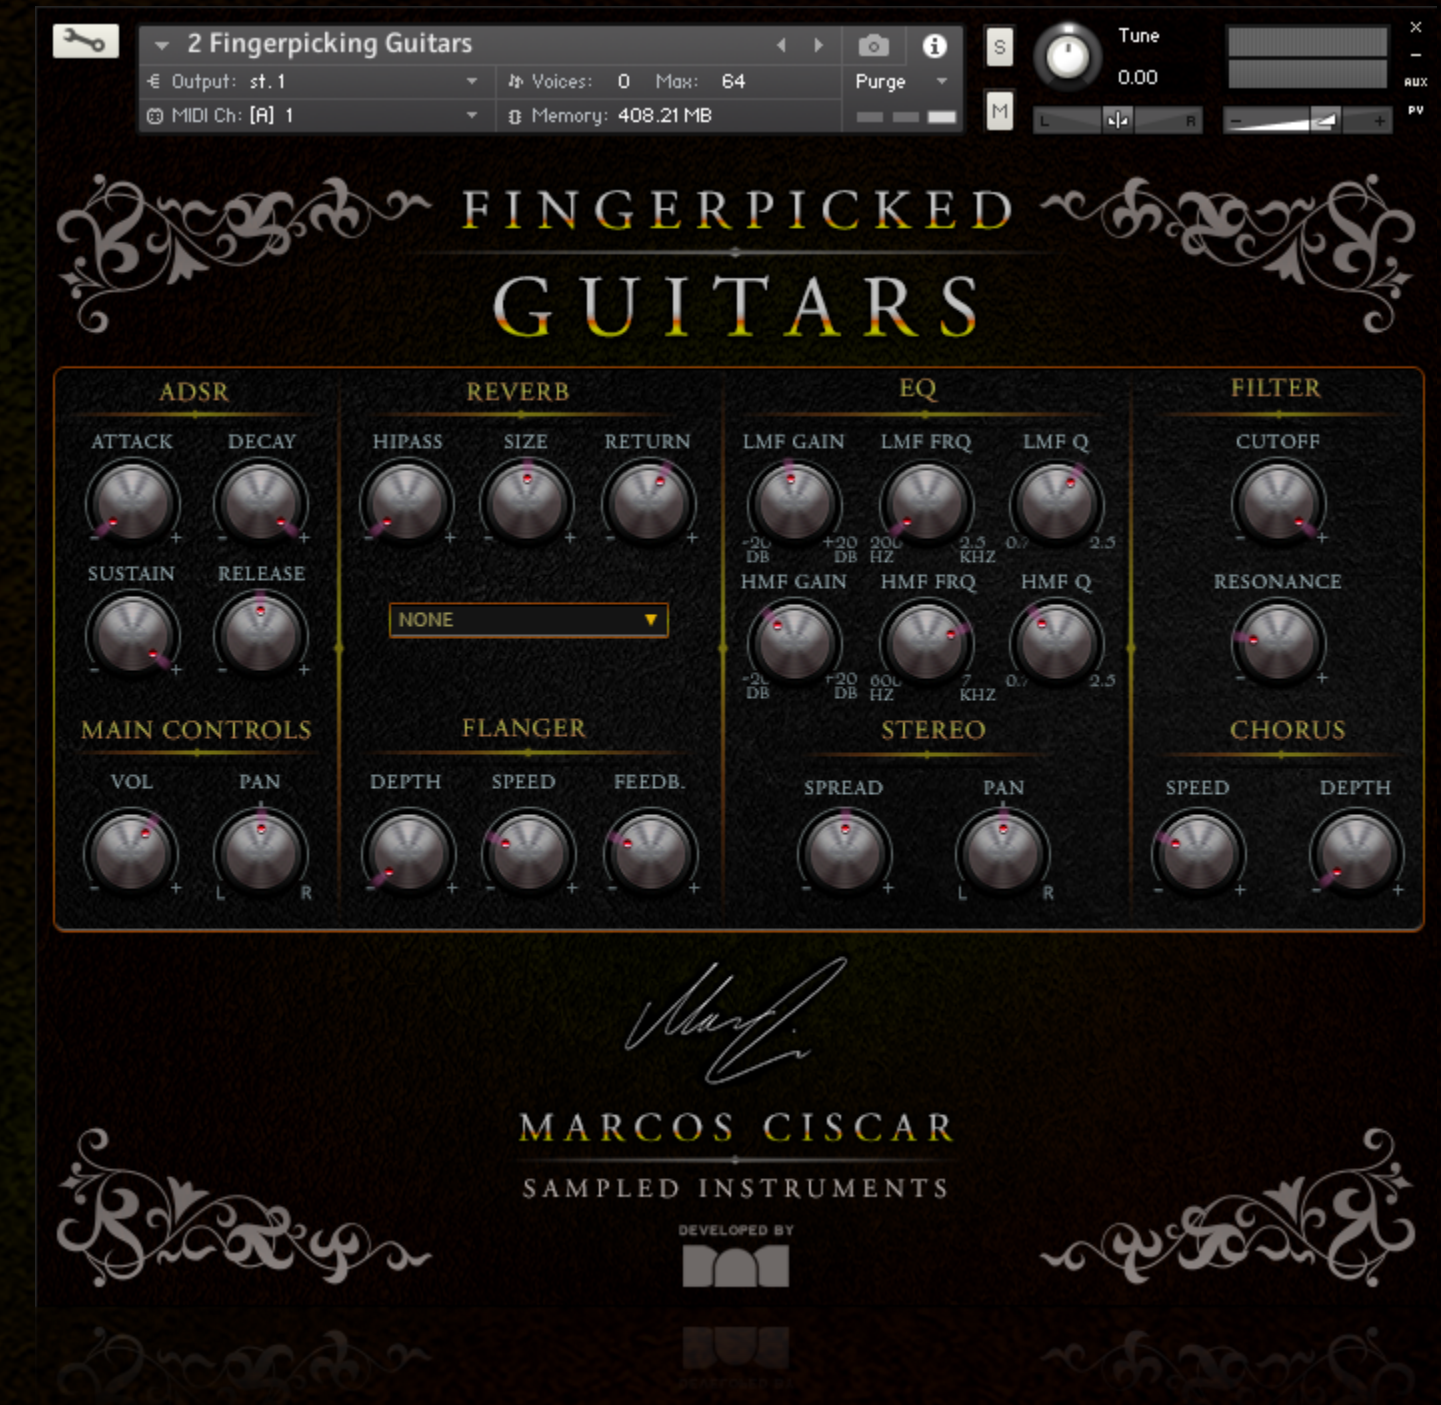 2 Fingerpicking Guitars
Output: st. 1
Voices: 0 Max: 64
Purge
MIDI Ch: [A] 1
Memory: 408.21 MB
S
M
Tune
0.00
L R
- +
×
-
AUX
PV
FINGERPICKED
GUITARS
ADSR
ATTACK DECAY
- + - +
SUSTAIN RELEASE
- + - +
REVERB
HIPASS SIZE RETURN
- + - + - +
NONE
EQ
LMF GAIN LMF FRQ LMF Q
-20 DB +20 DB 200 HZ 2.5 KHZ 0.7 2.5
HMF GAIN HMF FRQ HMF Q
-20 DB +20 DB 600 HZ 7 KHZ 0.7 2.5
FILTER
CUTOFF
- +
RESONANCE
- +
MAIN CONTROLS
VOL PAN
- + L R
FLANGER
DEPTH SPEED FEEDB.
- + - + - +
STEREO
SPREAD PAN
- + L R
CHORUS
SPEED DEPTH
- + - +
MARCOS CISCAR
SAMPLED INSTRUMENTS
DEVELOPED BY